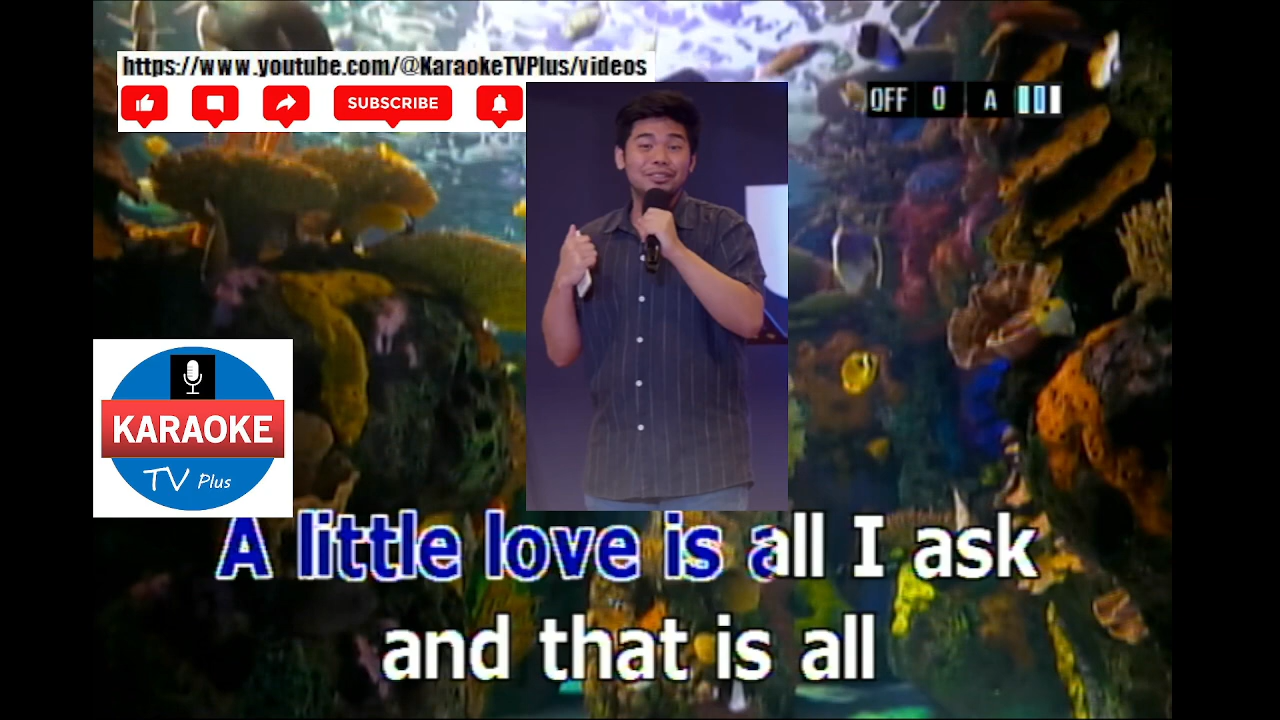 https://www.youtube.com/@KaraokeTVPlus/videos
SUBSCRIBE
OFF 0 A
KARAOKE
TV Plus
A little love is all I ask
and that is all